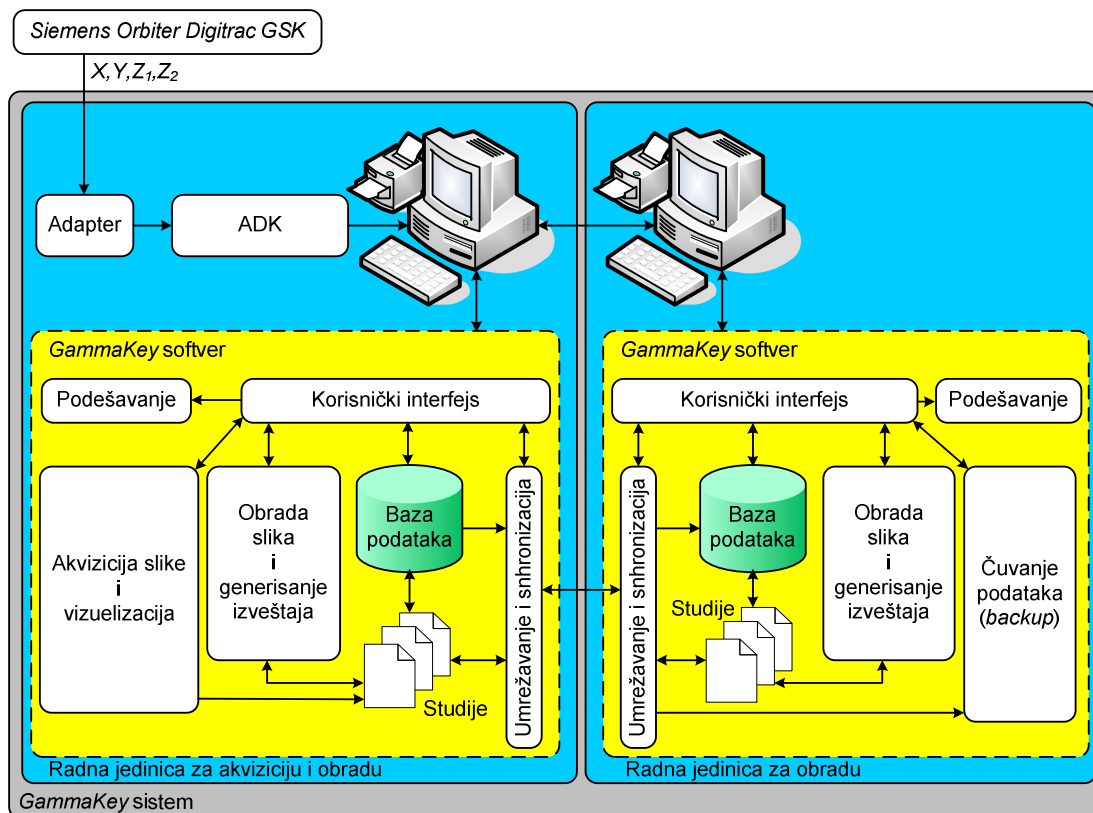 Siemens Orbiter Digitrac GSK
X,Y,Z1,Z2
Adapter
ADK
GammaKey softver
Podešavanje
Korisnički interfejs
Akvizicija slike
i
vizuelizacija
Obrada
slika
i
generisanje
izveštaja
Baza
podataka
Studije
Umrežavanje i snhronizacija
Radna jedinica za akviziciju i obradu
GammaKey softver
Korisnički interfejs
Podešavanje
Umrežavanje i snhronizacija
Baza
podataka
Studije
Obrada
slika
i
generisanje
izveštaja
Čuvanje
podataka
(backup)
Radna jedinica za obradu
GammaKey sistem